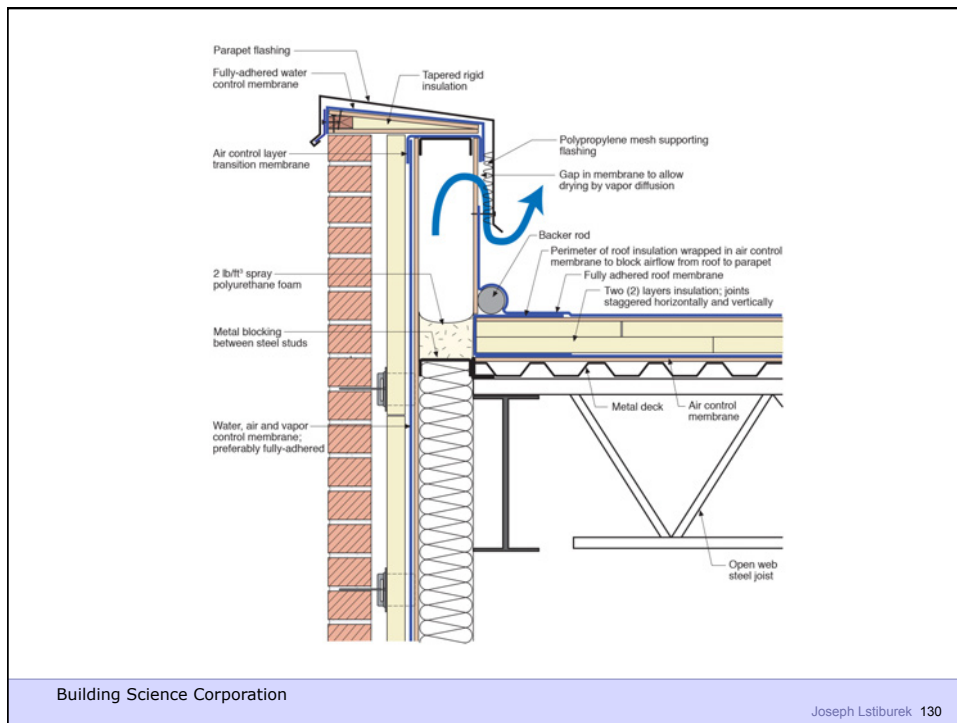 Parapet flashing
Fully-adhered water
control membrane
Tapered rigid
insulation
Air control layer
transition membrane
Polypropylene mesh supporting
flashing
Gap in membrane to allow
drying by vapor diffusion
Backer rod
Perimeter of roof insulation wrapped in air control
membrane to block airflow from roof to parapet
Fully adhered roof membrane
Two (2) layers insulation; joints
staggered horizontally and vertically
2 lb/ft³ spray
polyurethane foam
Metal blocking
between steel studs
Metal deck
Air control
membrane
Water, air and vapor
control membrane;
preferably fully-adhered
Open web
steel joist
Building Science Corporation
Joseph Lstiburek 130